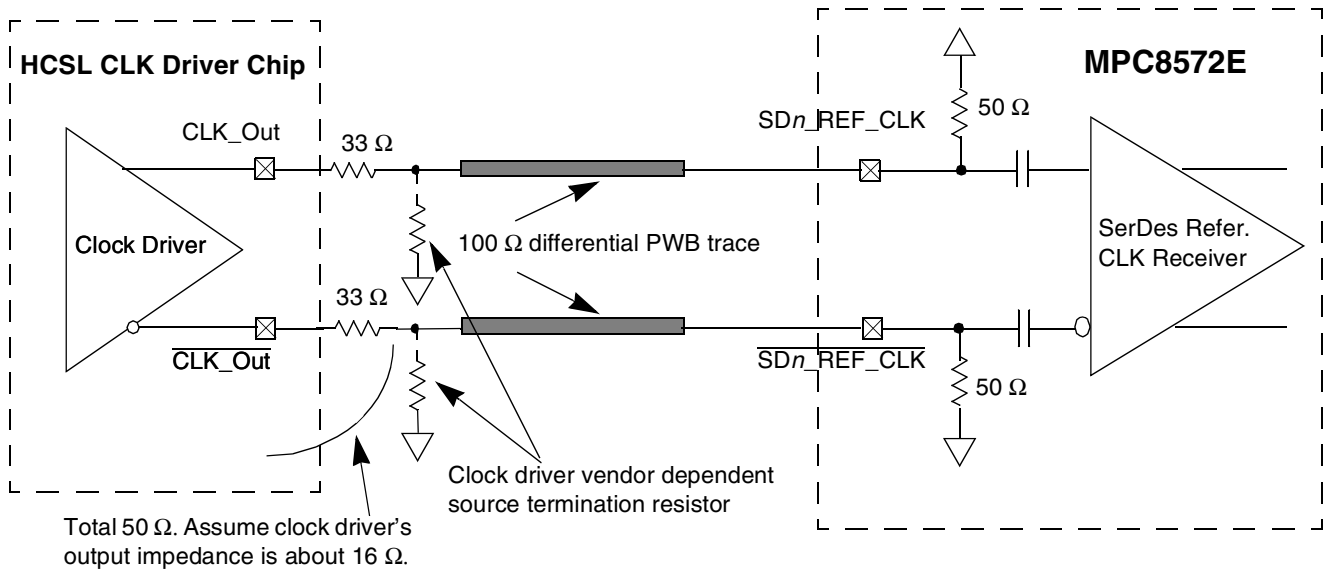 HCSL CLK Driver Chip
MPC8572E
CLK_Out
33 Ω
SDn_REF_CLK
50 Ω
Clock Driver
100 Ω differential PWB trace
SerDes Refer.
CLK Receiver
33 Ω
CLK_Out
SDn_REF_CLK
50 Ω
Clock driver vendor dependent
source termination resistor
Total 50 Ω. Assume clock driver's
output impedance is about 16 Ω.